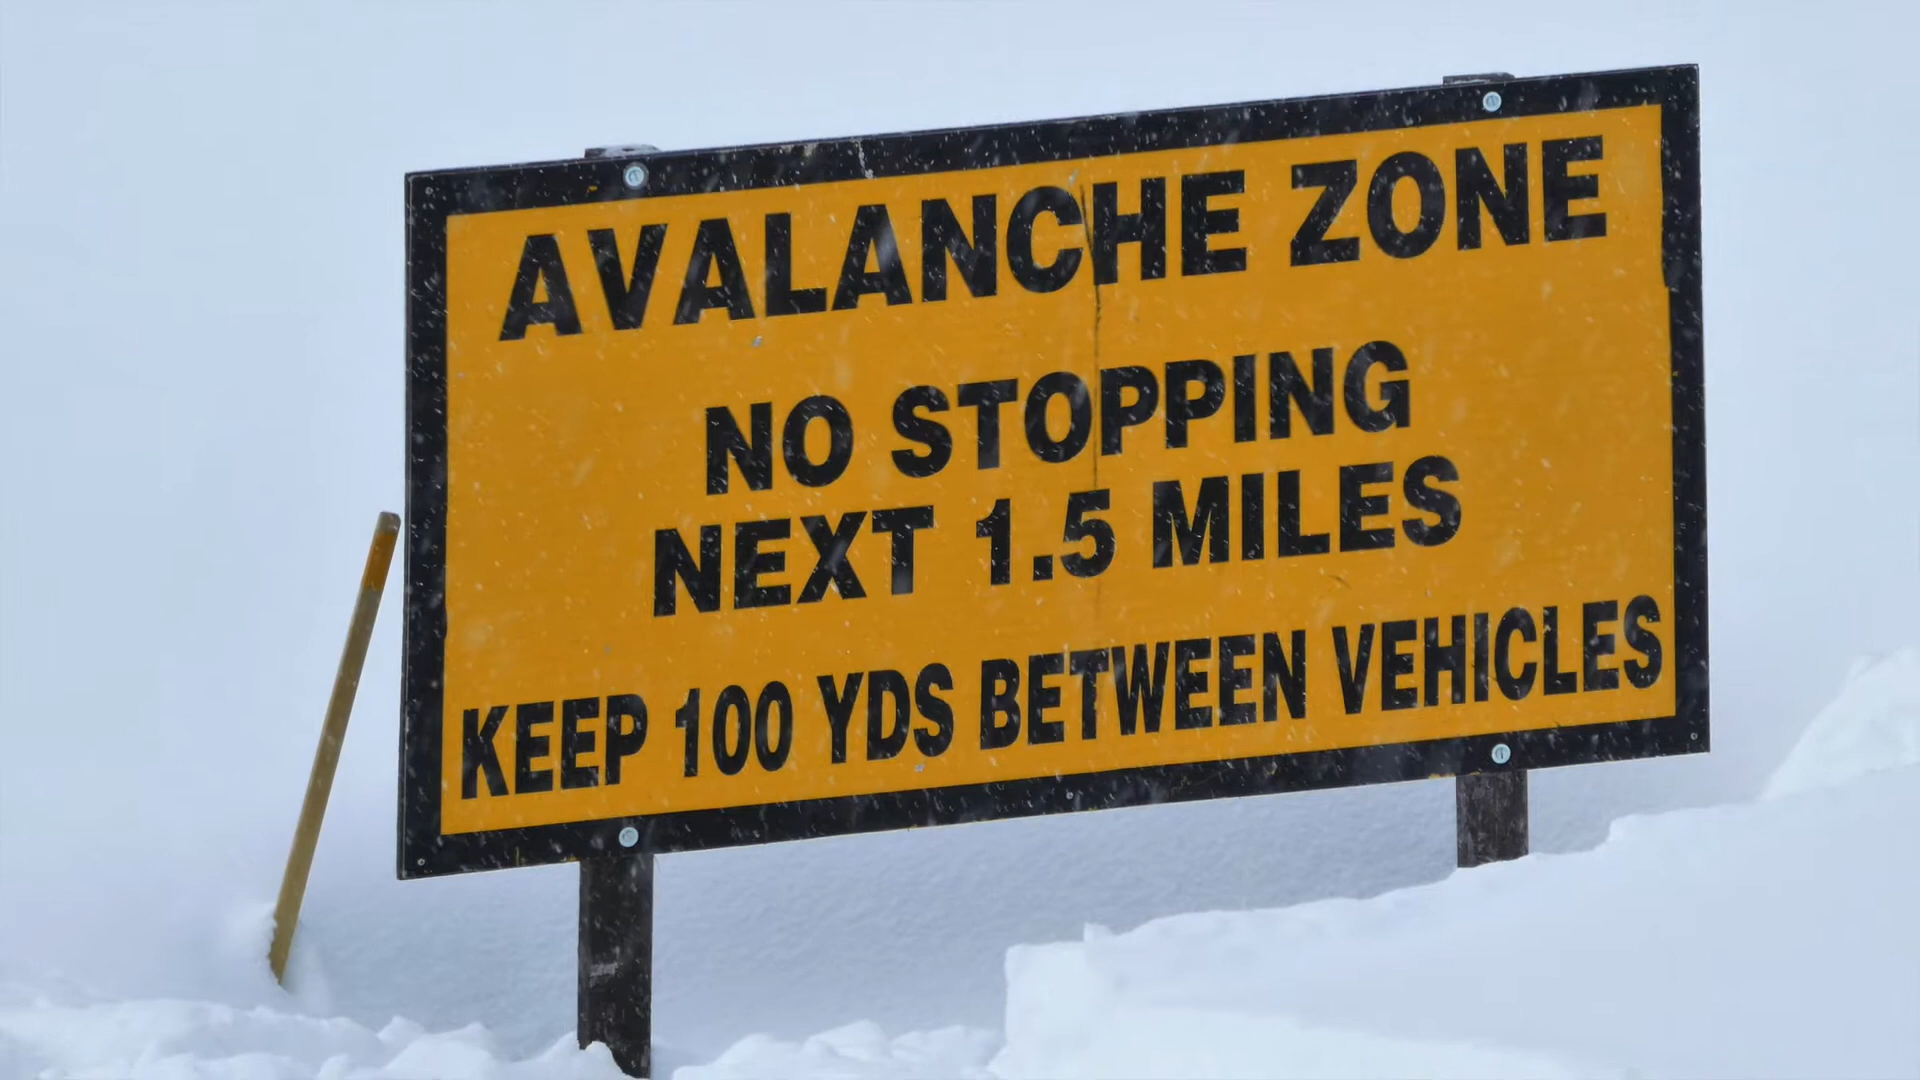 AVALANCHE ZONE
NO STOPPING
NEXT 1.5 MILES
KEEP 100 YDS BETWEEN VEHICLES